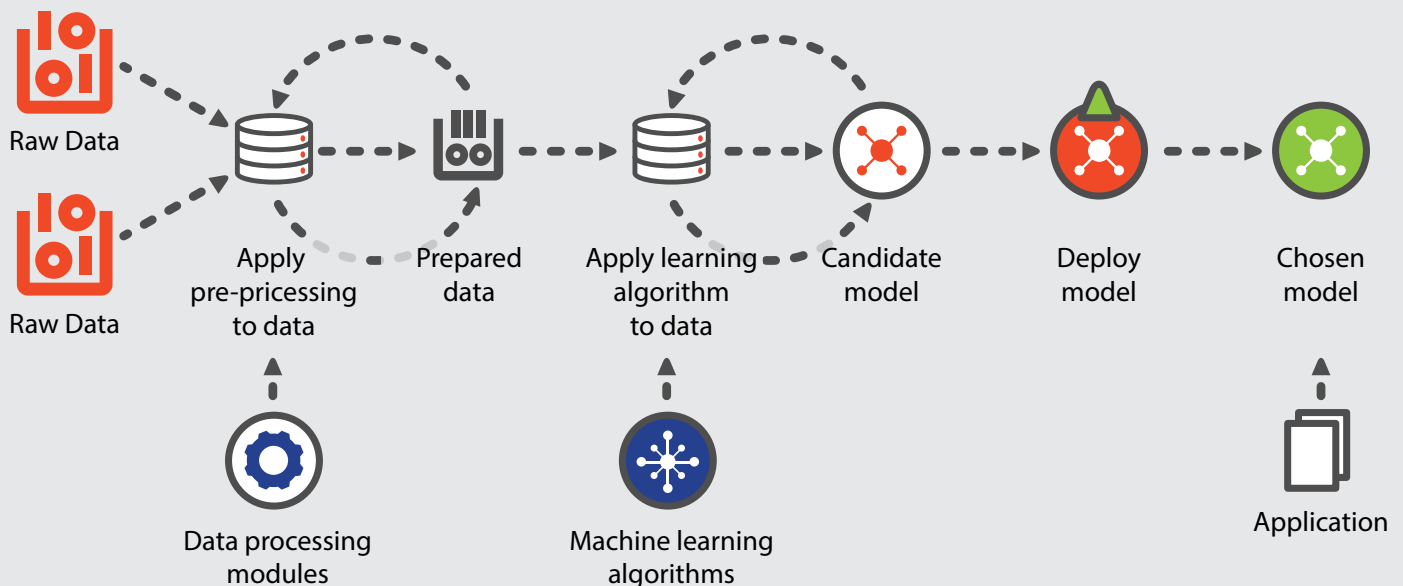 Raw Data
Raw Data
Apply
pre-pricessing
to data
Prepared
data
Apply learning
algorithm
to data
Candidate
model
Deploy
model
Chosen
model
Data processing
modules
Machine learning
algorithms
Application